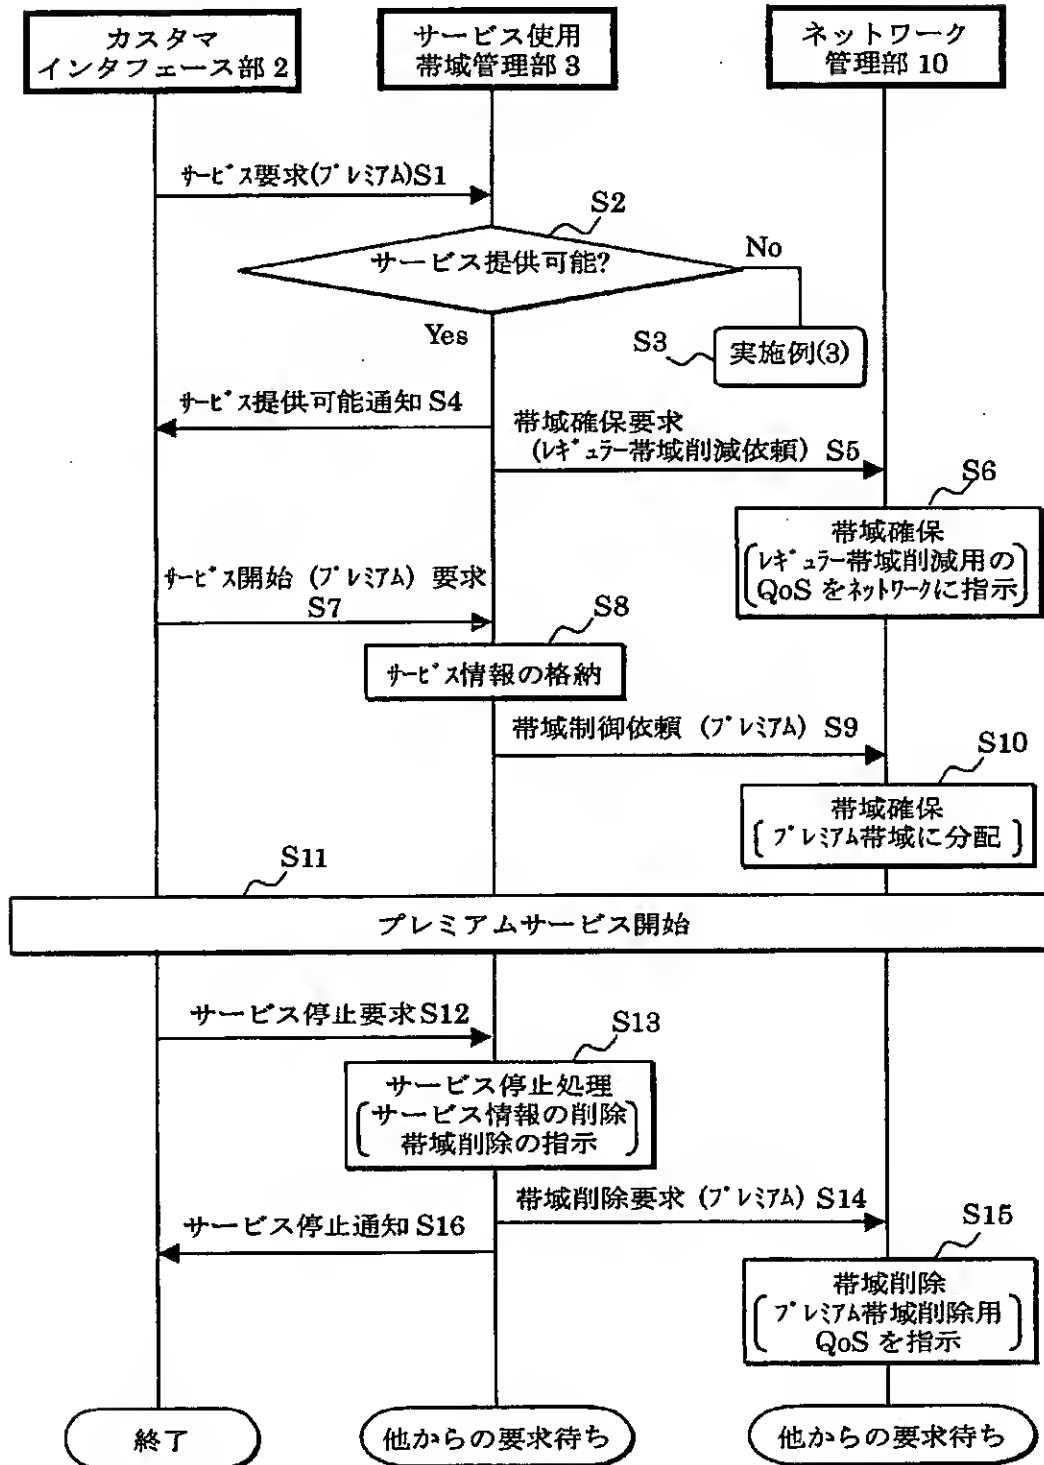 カスタマ
インタフェース部 2
サービス使用
帯域管理部 3
ネットワーク
管理部 10
ｻｰﾋﾞｽ要求(ﾌﾟﾚﾐｱﾑ)S1
S2
サービス提供可能?
No
Yes
S3
実施例(3)
ｻｰﾋﾞｽ提供可能通知 S4
帯域確保要求
(ﾚｷﾞｭﾗｰ帯域削減依頼) S5
S6
帯域確保
ﾚｷﾞｭﾗｰ帯域削減用の
QoS をﾈｯﾄﾜｰｸに指示
ｻｰﾋﾞｽ開始 (ﾌﾟﾚﾐｱﾑ) 要求
S7
S8
ｻｰﾋﾞｽ情報の格納
帯域制御依頼 (ﾌﾟﾚﾐｱﾑ) S9
S10
帯域確保
ﾌﾟﾚﾐｱﾑ帯域に分配
S11
プレミアムサービス開始
サービス停止要求 S12
S13
サービス停止処理
サービス情報の削除
帯域削除の指示
帯域削除要求 (ﾌﾟﾚﾐｱﾑ) S14
サービス停止通知 S16
S15
帯域削除
ﾌﾟﾚﾐｱﾑ帯域削除用
QoS を指示
終了
他からの要求待ち
他からの要求待ち